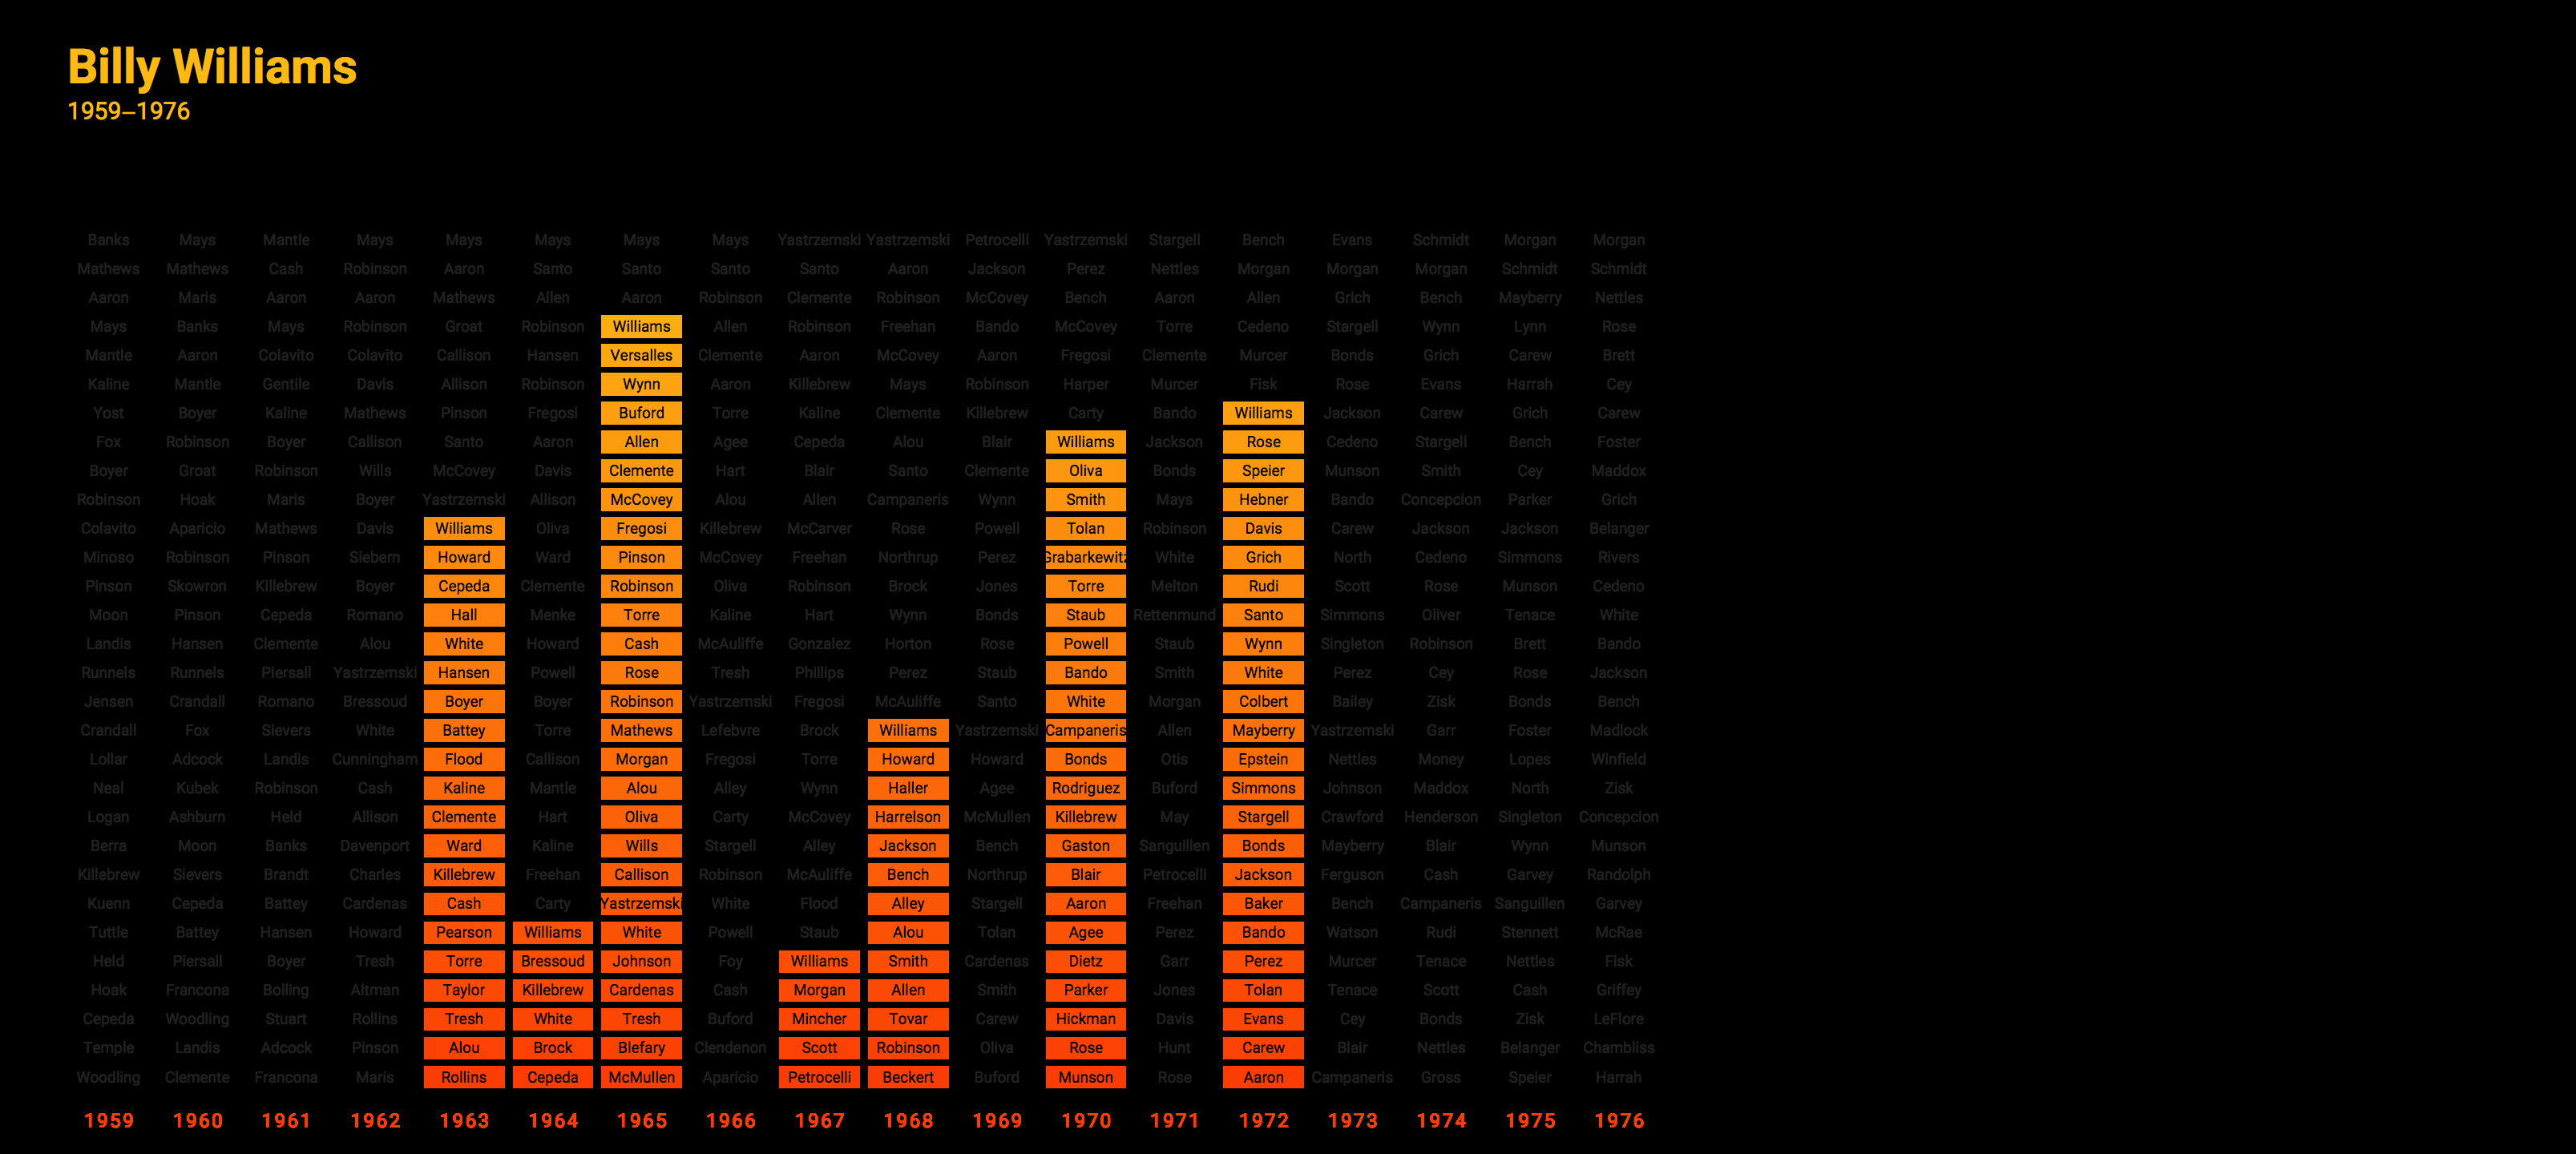 Billy Williams
1959–1976
Banks Mays Mantle Mays Mays Mays Mays Mays Yastrzemski Yastrzemski Petrocelli Yastrzemski Stargell Bench Evans Schmidt Morgan Morgan
Mathews Mathews Cash Robinson Aaron Santo Santo Santo Santo Aaron Jackson Perez Nettles Morgan Morgan Morgan Schmidt Schmidt
Aaron Maris Aaron Aaron Mathews Allen Aaron Robinson Clemente Robinson McCovey Bench Aaron Allen Grich Bench Mayberry Nettles
Mays Banks Mays Robinson Groat Robinson Williams Allen Robinson Freehan Bando McCovey Torre Cedeno Stargell Wynn Lynn Rose
Mantle Aaron Colavito Colavito Callison Hansen Versalles Clemente Aaron McCovey Aaron Fregosi Clemente Murcer Bonds Grich Carew Brett
Kaline Mantle Gentile Davis Allison Robinson Wynn Aaron Killebrew Mays Robinson Harper Murcer Fisk Rose Evans Harrah Cey
Yost Boyer Kaline Mathews Pinson Fregosi Buford Torre Kaline Clemente Killebrew Carty Bando Williams Jackson Carew Grich Carew
Fox Robinson Boyer Callison Santo Aaron Allen Agee Cepeda Alou Blair Williams Jackson Rose Cedeno Stargell Bench Foster
Boyer Groat Robinson Wills McCovey Davis Clemente Hart Blair Santo Clemente Oliva Bonds Speier Munson Smith Cey Maddox
Robinson Hoak Maris Boyer Yastrzemski Allison McCovey Alou Allen Campaneris Wynn Smith Mays Hebner Bando Concepcion Parker Grich
Colavito Aparicio Mathews Davis Williams Oliva Fregosi Killebrew McCarver Rose Powell Tolan Robinson Davis Carew Jackson Jackson Belanger
Minoso Robinson Pinson Siebern Howard Ward Pinson McCovey Freehan Northrup Perez Grabarkewitz White Grich North Cedeno Simmons Rivers
Pinson Skowron Killebrew Boyer Cepeda Clemente Robinson Oliva Robinson Brock Jones Torre Melton Rudi Scott Rose Munson Cedeno
Moon Pinson Cepeda Romano Hall Menke Torre Kaline Hart Wynn Bonds Staub Rettenmund Santo Simmons Oliver Tenace White
Landis Hansen Clemente Alou White Howard Cash McAuliffe Gonzalez Horton Rose Powell Staub Wynn Singleton Robinson Brett Bando
Runnels Runnels Piersall Yastrzemski Hansen Powell Rose Tresh Phillips Perez Staub Bando Smith White Perez Cey Rose Jackson
Jensen Crandall Romano Bressoud Boyer Boyer Robinson Yastrzemski Fregosi McAuliffe Santo White Morgan Colbert Bailey Zisk Bonds Bench
Crandall Fox Sievers White Battey Torre Mathews Lefebvre Brock Williams Yastrzemski Campaneris Allen Mayberry Yastrzemski Garr Foster Madlock
Lollar Adcock Landis Cunningham Flood Callison Morgan Fregosi Torre Howard Howard Bonds Otis Epstein Nettles Money Lopes Winfield
Neal Kubek Robinson Cash Kaline Mantle Alou Alley Wynn Haller Agee Rodriguez Buford Simmons Johnson Maddox North Zisk
Logan Ashburn Held Allison Clemente Hart Oliva Carty McCovey Harrelson McMullen Killebrew May Stargell Crawford Henderson Singleton Concepcion
Berra Moon Banks Davenport Ward Kaline Wills Stargell Alley Jackson Bench Gaston Sanguillen Bonds Mayberry Blair Wynn Munson
Killebrew Sievers Brandt Charles Killebrew Freehan Callison Robinson McAuliffe Bench Northrup Blair Petrocelli Jackson Ferguson Cash Garvey Randolph
Kuenn Cepeda Battey Cardenas Cash Carty Yastrzemski White Flood Alley Stargell Aaron Freehan Baker Bench Campaneris Sanguillen Garvey
Tuttle Battey Hansen Howard Pearson Williams White Powell Staub Alou Tolan Agee Perez Bando Watson Rudi Stennett McRae
Held Piersall Boyer Tresh Torre Bressoud Johnson Foy Williams Smith Cardenas Dietz Garr Perez Murcer Tenace Nettles Fisk
Hoak Francona Bolling Altman Taylor Killebrew Cardenas Cash Morgan Allen Smith Parker Jones Tolan Tenace Scott Cash Griffey
Cepeda Woodling Stuart Rollins Tresh White Tresh Buford Mincher Tovar Carew Hickman Davis Evans Cey Bonds Zisk LeFlore
Temple Landis Adcock Pinson Alou Brock Blefary Clendenon Scott Robinson Oliva Rose Hunt Carew Blair Nettles Belanger Chambliss
Woodling Clemente Francona Maris Rollins Cepeda McMullen Aparicio Petrocelli Beckert Buford Munson Rose Aaron Campaneris Gross Speier Harrah
1959 1960 1961 1962 1963 1964 1965 1966 1967 1968 1969 1970 1971 1972 1973 1974 1975 1976